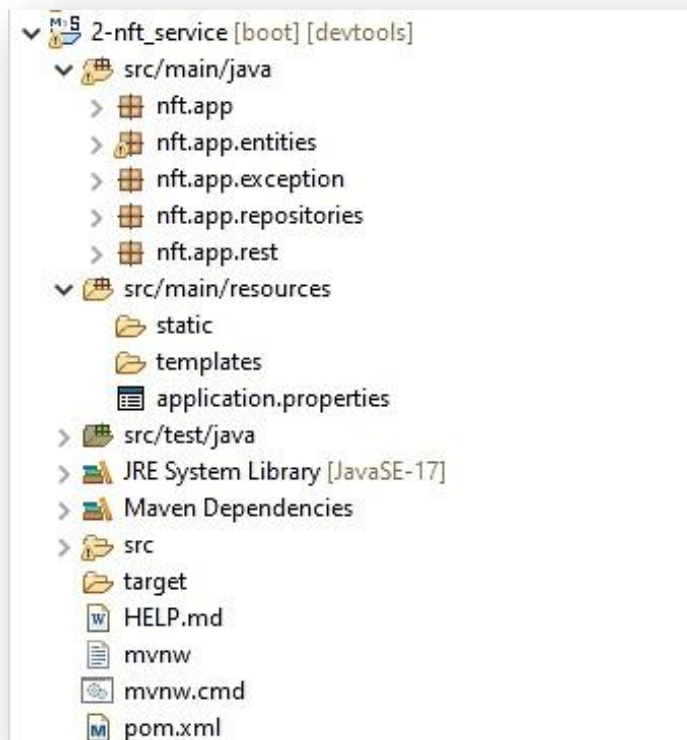 2-nft_service [boot] [devtools]
src/main/java
nft.app
nft.app.entities
nft.app.exception
nft.app.repositories
nft.app.rest
src/main/resources
static
templates
application.properties
src/test/java
JRE System Library [JavaSE-17]
Maven Dependencies
src
target
HELP.md
mvnw
mvnw.cmd
pom.xml